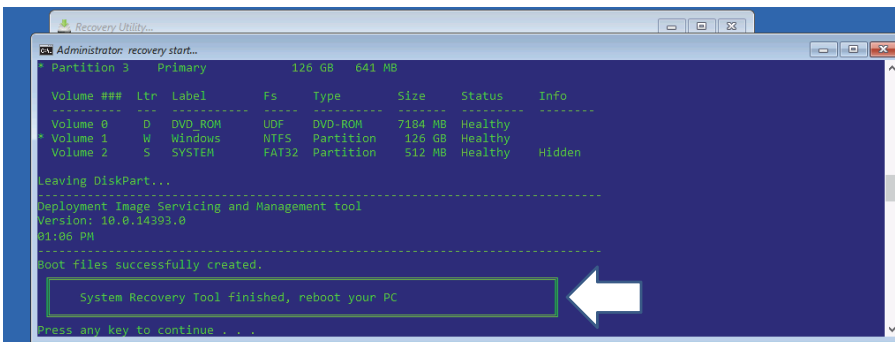 Recovery Utility...
Administrator: recovery start...
* Partition 3    Primary           126 GB   641 MB
  Volume ###  Ltr  Label        Fs     Type        Size     Status     Info
  ----------  ---  -----------  -----  ----------  -------  ---------  --------
  Volume 0     D   DVD_ROM      UDF    DVD-ROM     7184 MB  Healthy
* Volume 1     W   Windows      NTFS   Partition    126 GB  Healthy
  Volume 2     S   SYSTEM       FAT32  Partition    512 MB  Healthy    Hidden
Leaving DiskPart...
Deployment Image Servicing and Management tool
Version: 10.0.14393.0
01:06 PM
Boot files successfully created.
System Recovery Tool finished, reboot your PC
Press any key to continue . . .